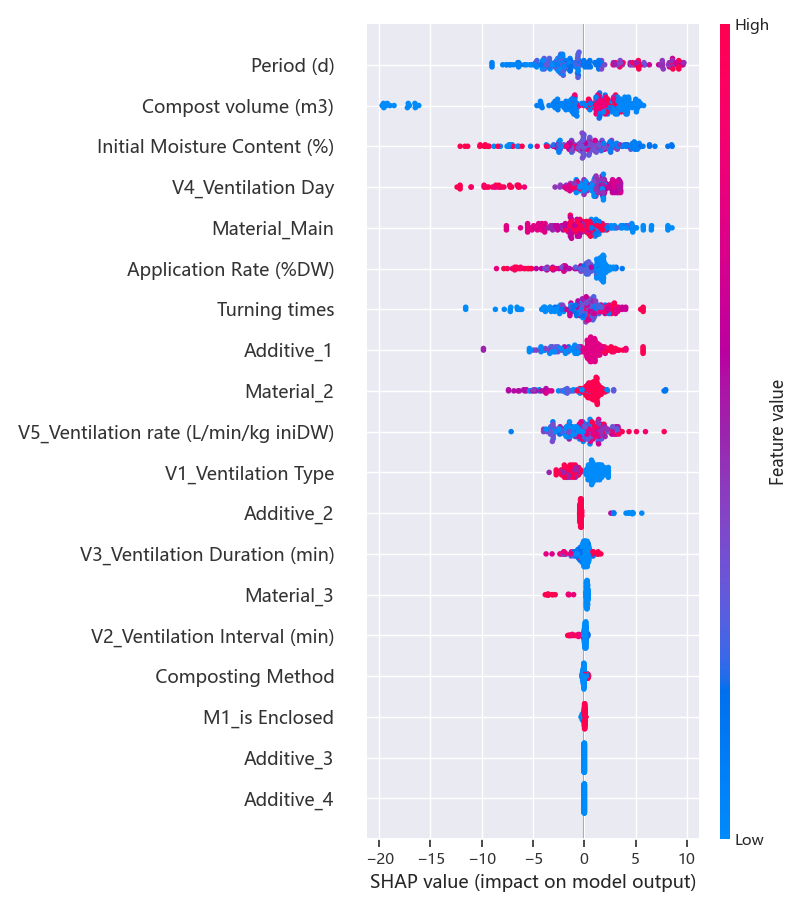 High
Period (d)
Compost volume (m3)
Initial Moisture Content (%)
V4_Ventilation Day
Material_Main
Application Rate (%DW)
Turning times
Additive_1
Material_2
V5_Ventilation rate (L/min/kg iniDW)
V1_Ventilation Type
Additive_2
V3_Ventilation Duration (min)
Material_3
V2_Ventilation Interval (min)
Composting Method
M1_is Enclosed
Additive_3
Additive_4
Feature value
Low
−20 −15 −10 −5 0 5 10
SHAP value (impact on model output)